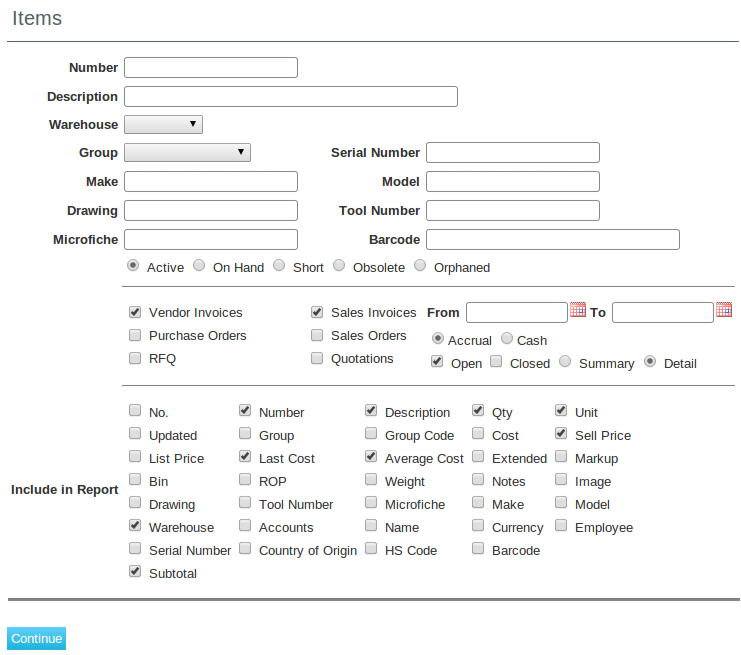 Items
Number
Description
Warehouse
Group Serial Number
Make Model
Drawing Tool Number
Microfiche Barcode
Active On Hand Short Obsolete Orphaned
Vendor Invoices Sales Invoices From To
Purchase Orders Sales Orders Accrual Cash
RFQ Quotations Open Closed Summary Detail
No. Number Description Qty Unit
Updated Group Group Code Cost Sell Price
List Price Last Cost Average Cost Extended Markup
Bin ROP Weight Notes Image
Include in Report
Drawing Tool Number Microfiche Make Model
Warehouse Accounts Name Currency Employee
Serial Number Country of Origin HS Code Barcode
Subtotal
Continue